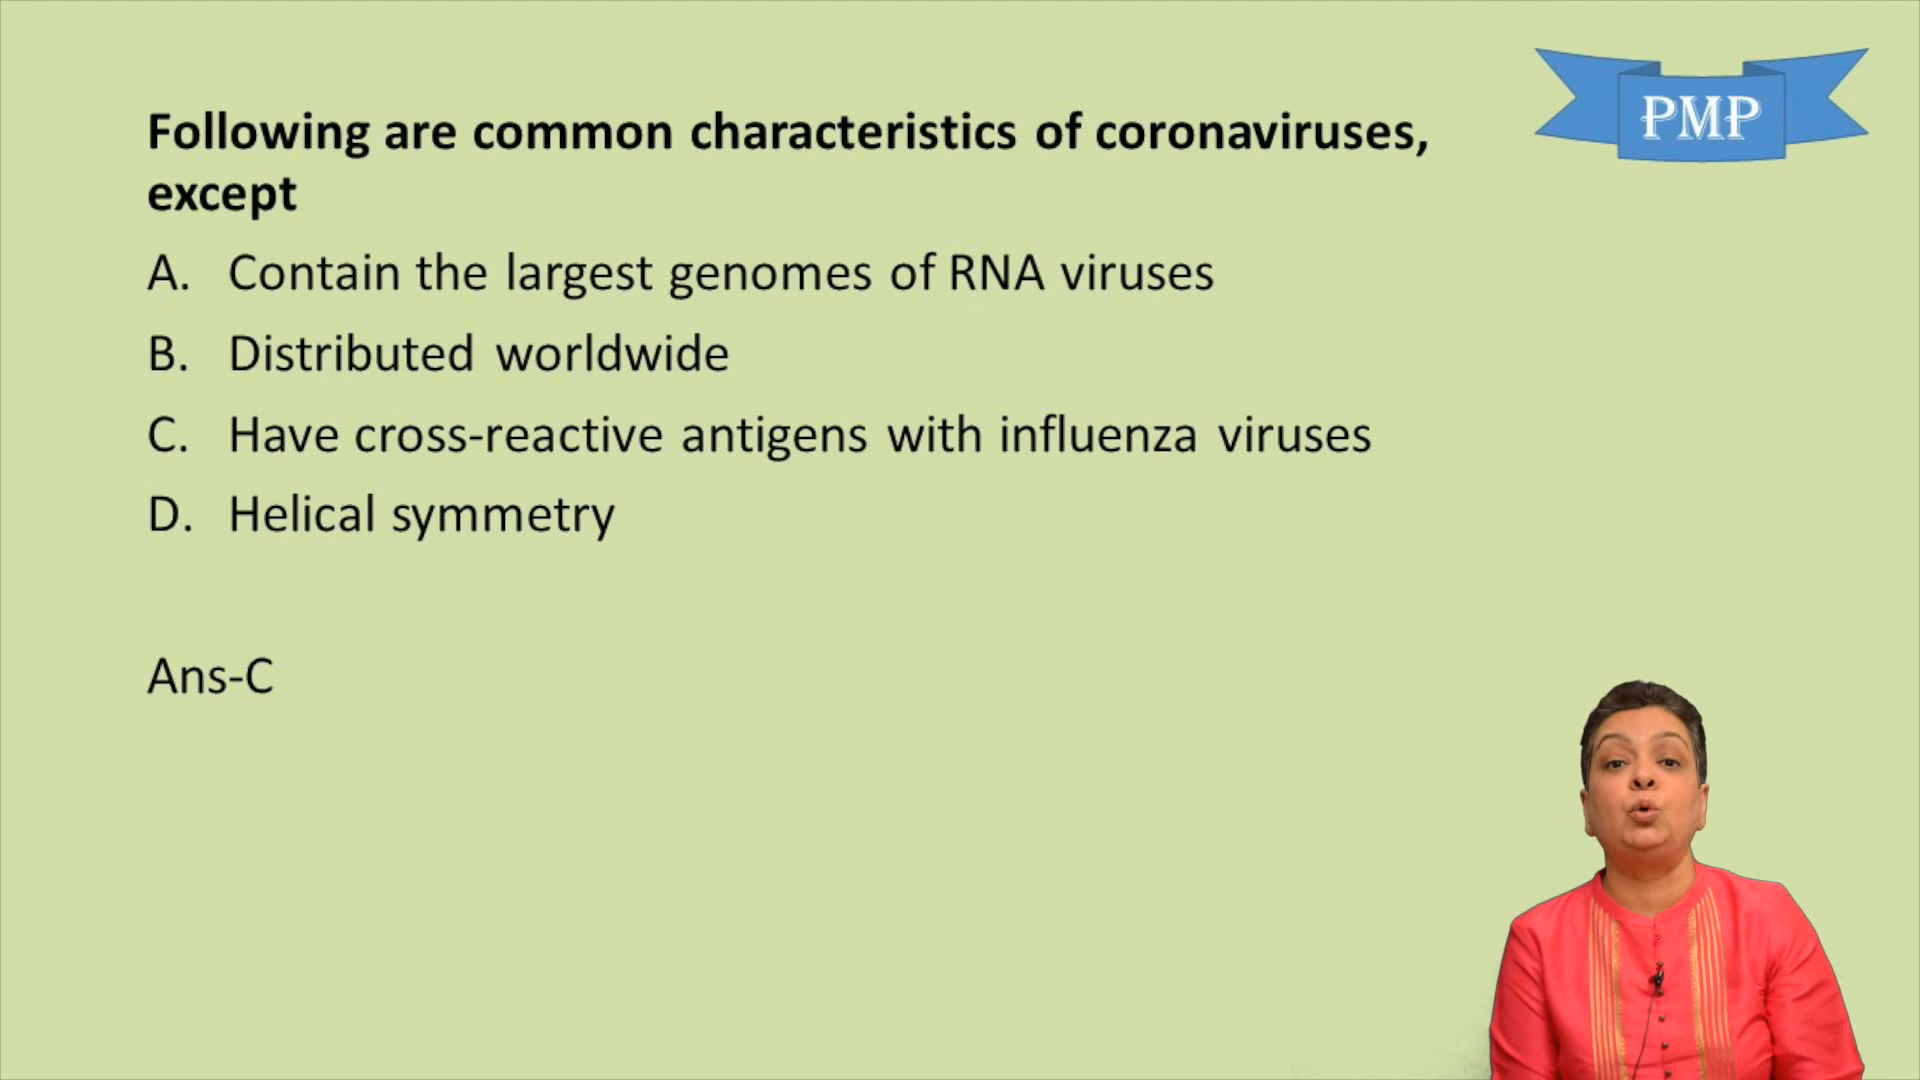 PMP
Following are common characteristics of coronaviruses,
except
A. Contain the largest genomes of RNA viruses
B. Distributed worldwide
C. Have cross-reactive antigens with influenza viruses
D. Helical symmetry
Ans-C